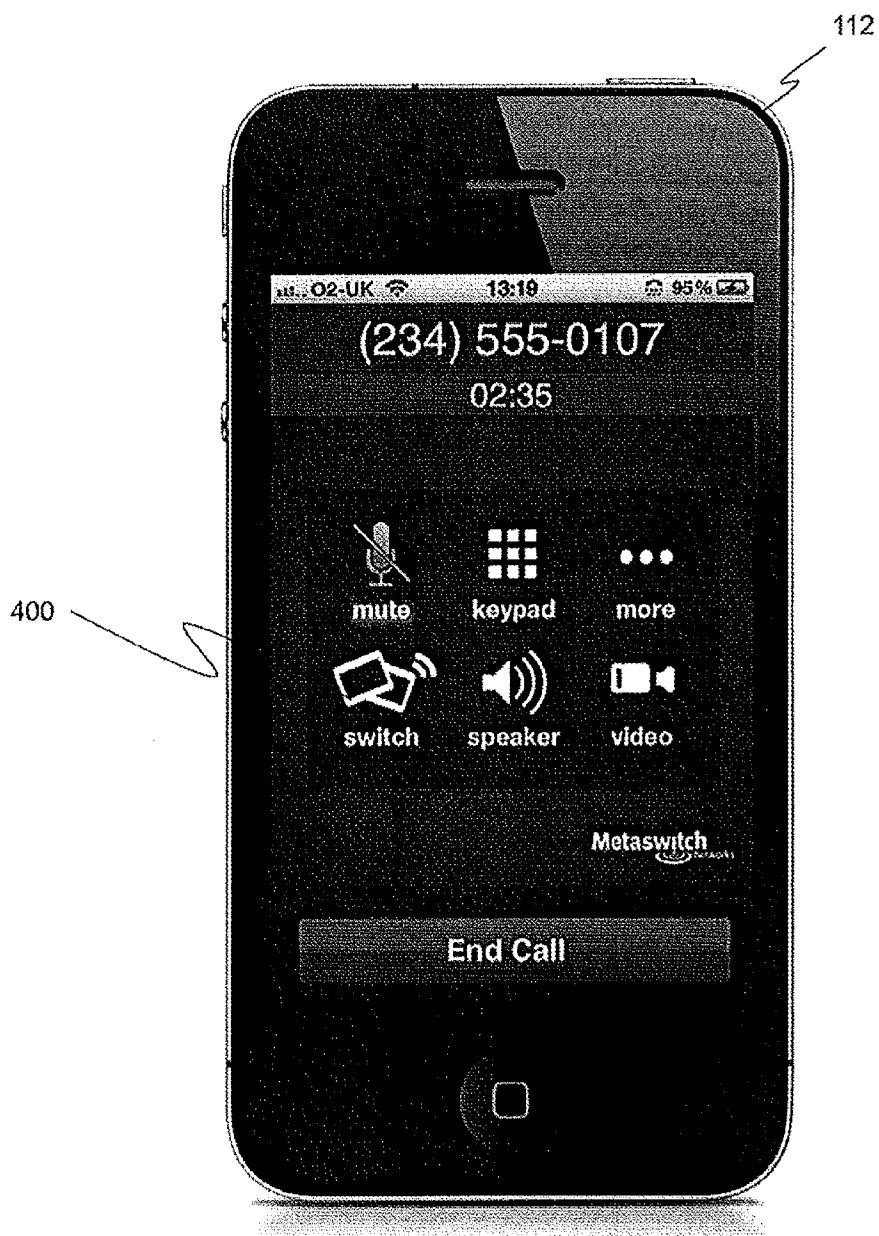 112
O2-UK 13:19 95%
(234) 555-0107
02:35
mute keypad more
400
switch speaker video
Metaswitch
Networks
End Call